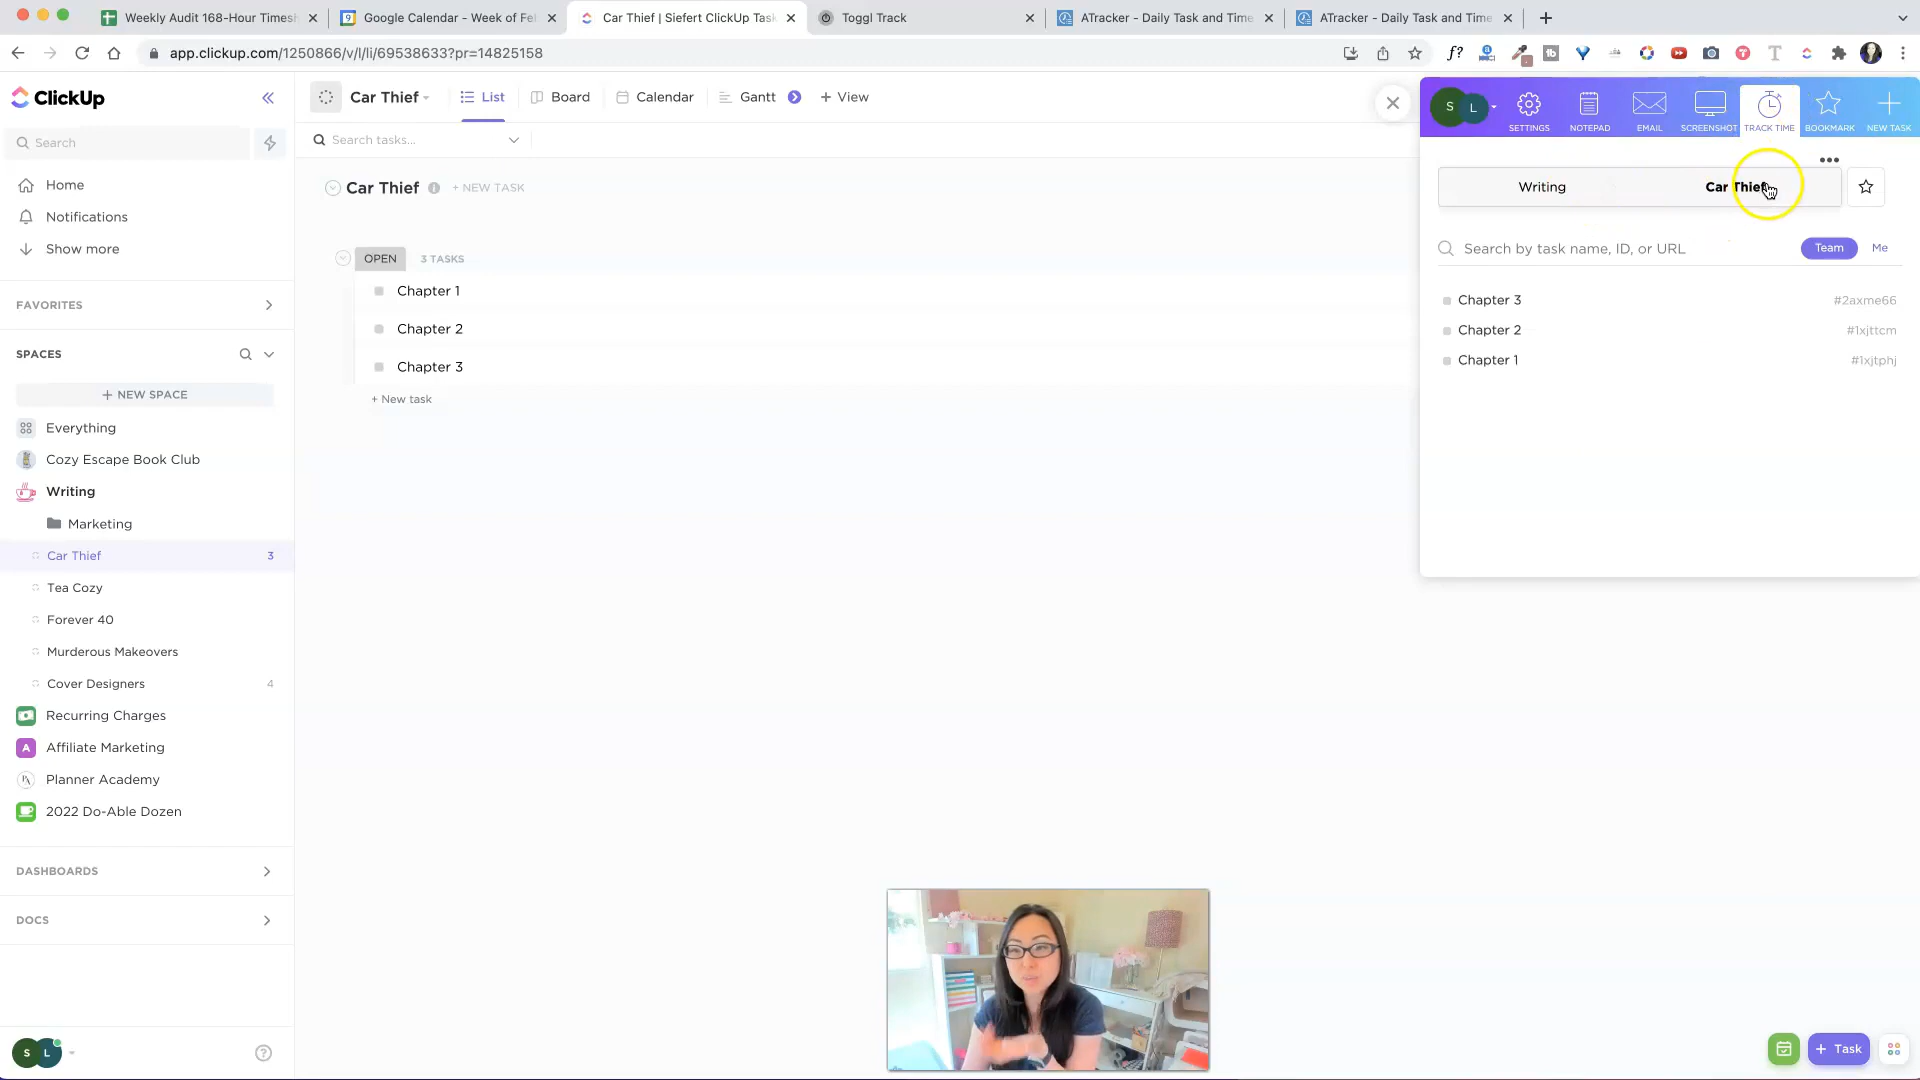 Weekly Audit 168-Hour Timesh
Google Calendar - Week of Fe
Car Thief | Siefert ClickUp Task
Toggl Track
ATracker - Daily Task and Time
ATracker - Daily Task and Time
app.clickup.com/1250866/v/l/li/69538633?pr=14825158
ClickUp
Search
Home
Notifications
Show more
FAVORITES
SPACES
+ NEW SPACE
Everything
Cozy Escape Book Club
Writing
Marketing
Car Thief 3
Tea Cozy
Forever 40
Murderous Makeovers
Cover Designers 4
Recurring Charges
A Affiliate Marketing
Planner Academy
2022 Do-Able Dozen
DASHBOARDS
DOCS
S L
Car Thief
List
Board
Calendar
Gantt
+ View
Search tasks...
Car Thief + NEW TASK
OPEN 3 TASKS
Chapter 1
Chapter 2
Chapter 3
+ New task
S L
SETTINGS
NOTEPAD
EMAIL
SCREENSHOT
TRACK TIME
BOOKMARK
NEW TASK
Writing Car Thief
Search by task name, ID, or URL Team Me
Chapter 3 #2axme66
Chapter 2 #1xjttcm
Chapter 1 #1xjtphj
+ Task